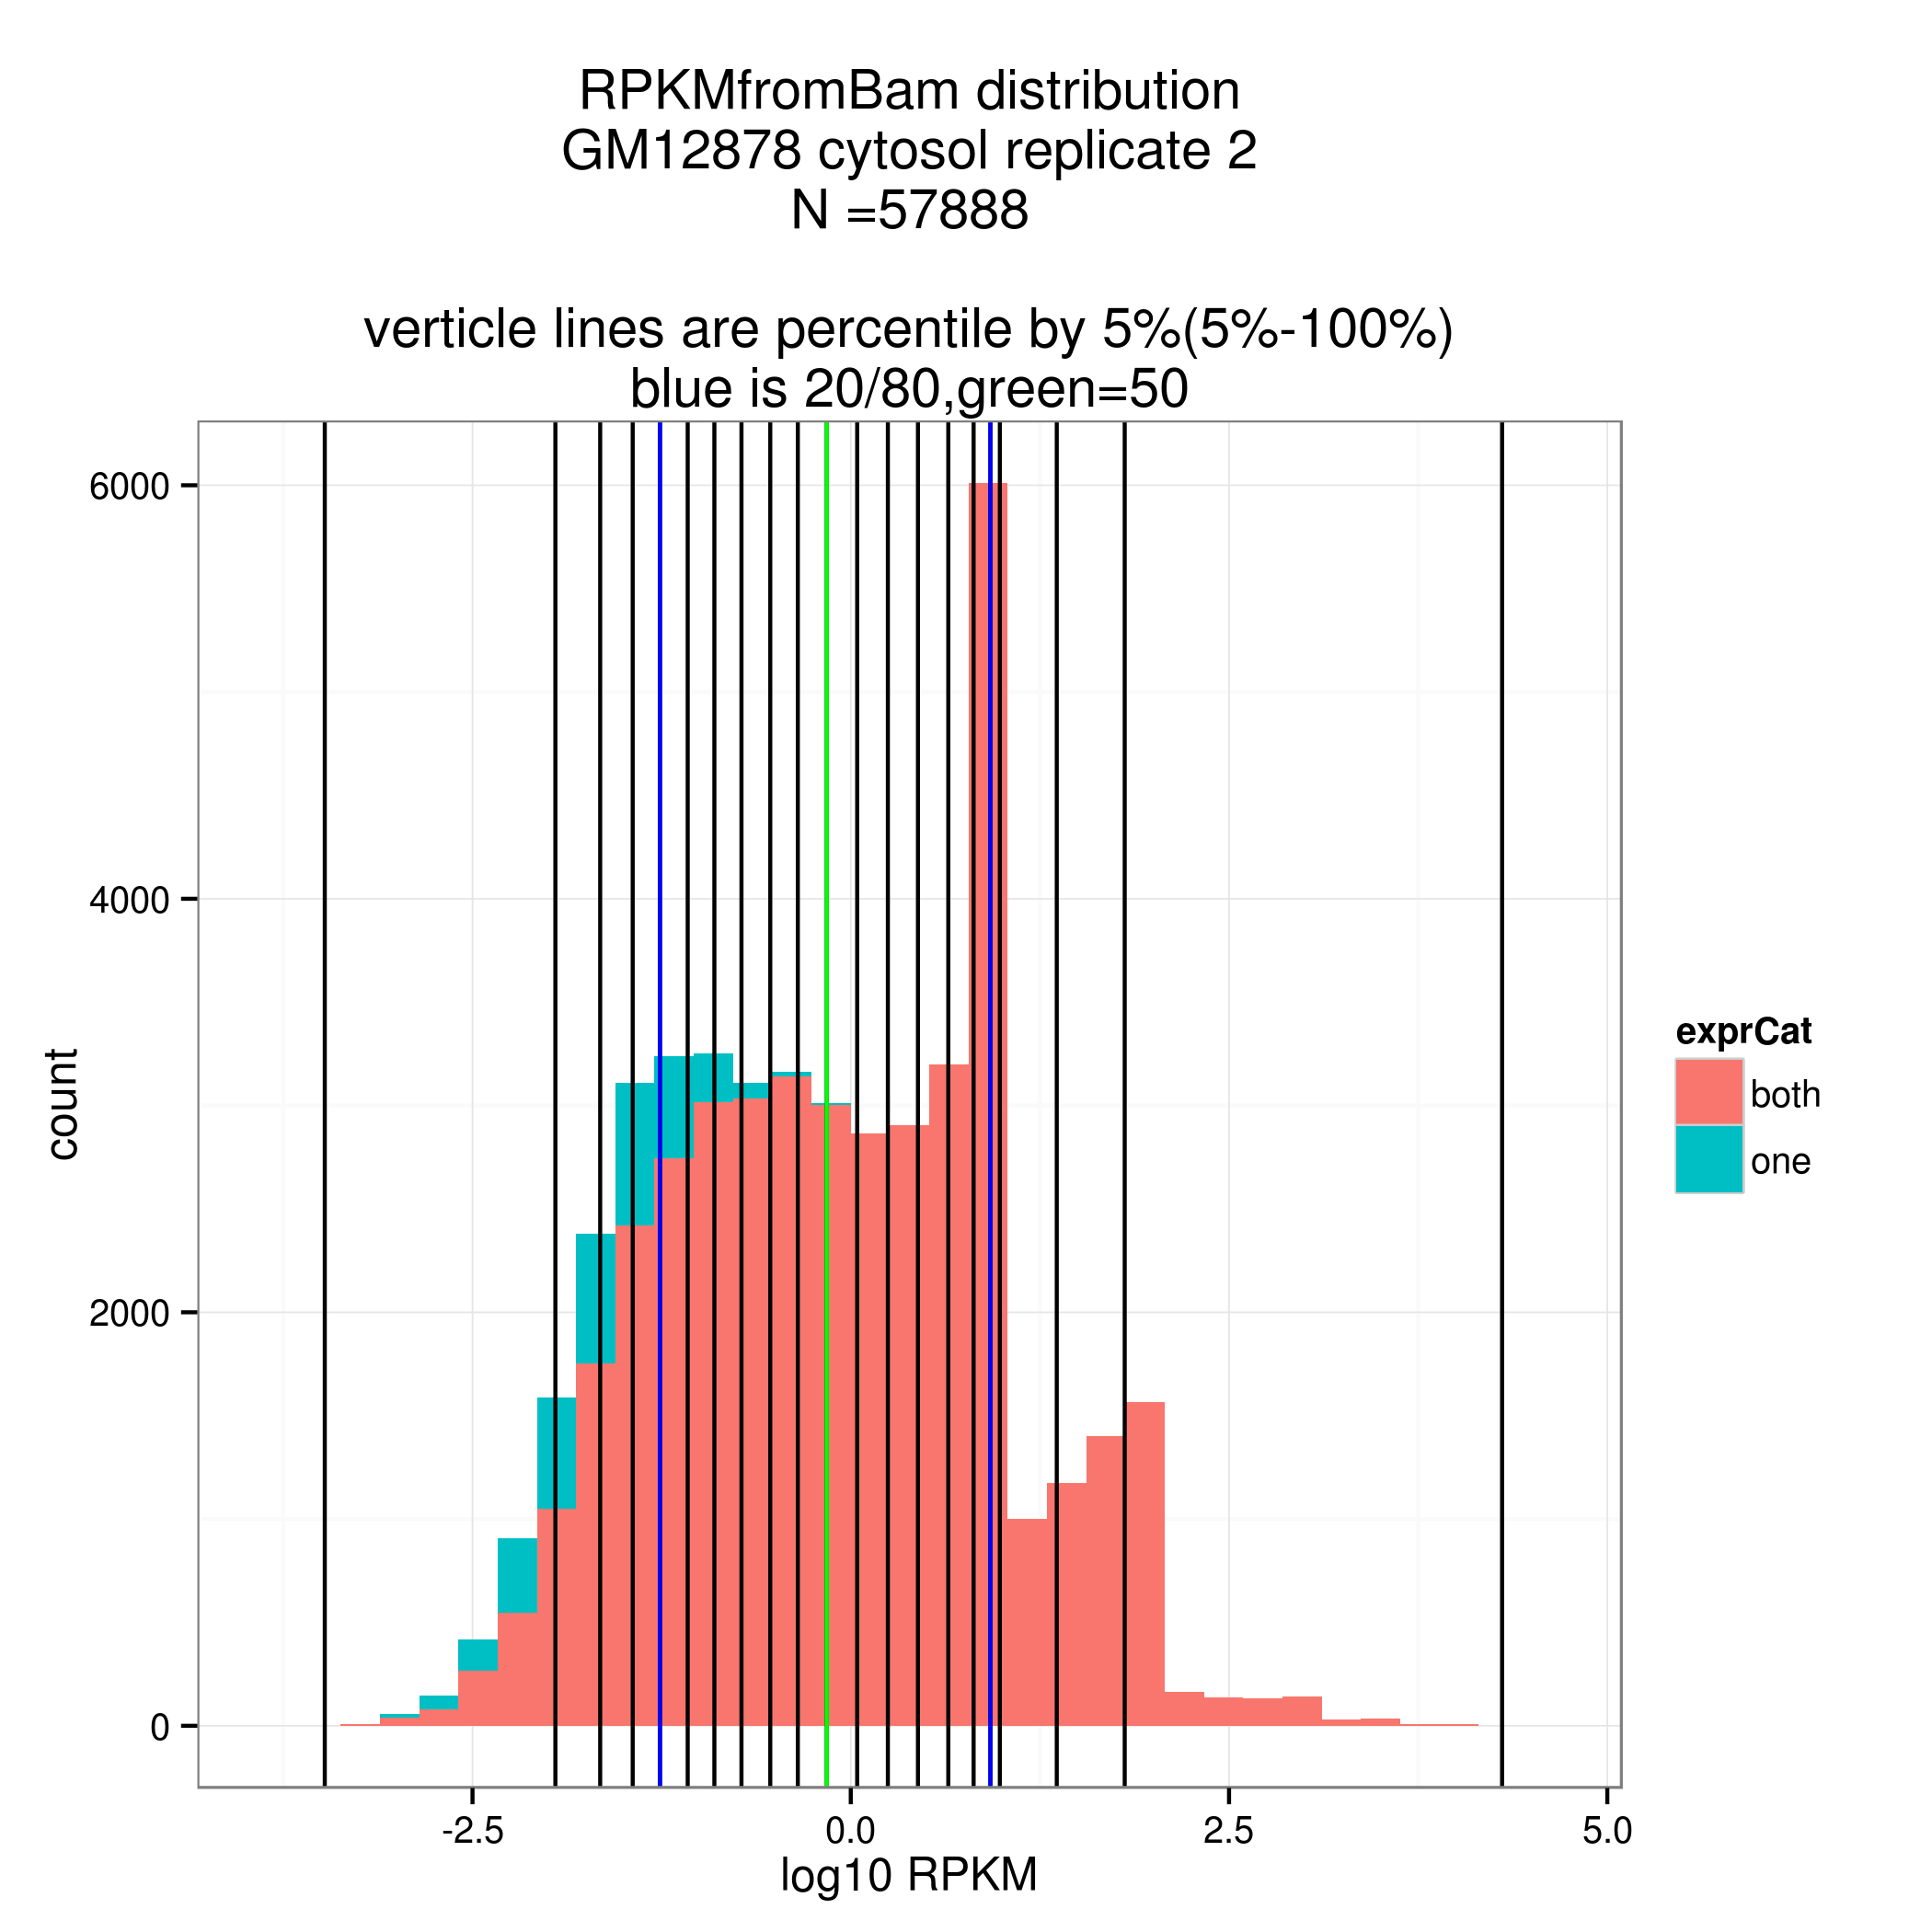 RPKMfromBam distribution
GM12878 cytosol replicate 2
N =57888
verticle lines are percentile by 5%(5%-100%)
blue is 20/80,green=50
6000
4000
2000
0
count
-2.5
0.0
2.5
5.0
log10 RPKM
exprCat
both
one